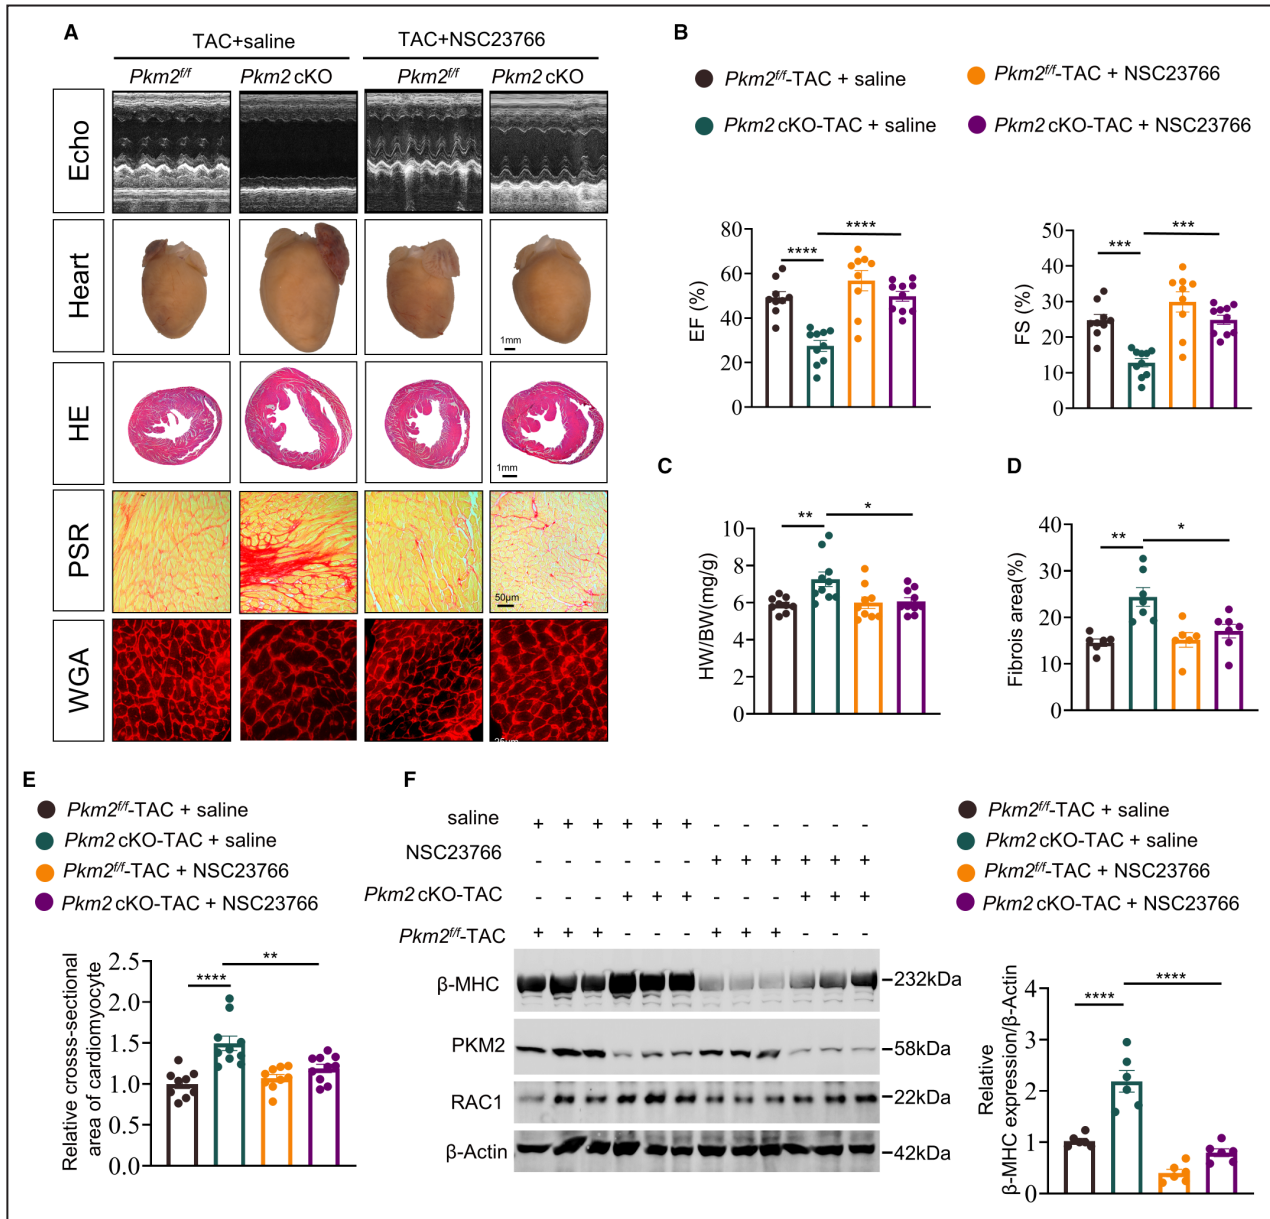 A
TAC+saline
TAC+NSC23766
Pkm2f/f
Pkm2 cKO
Pkm2f/f
Pkm2 cKO
Echo
Heart
1mm
HE
1mm
PSR
50μm
WGA
25μm
B
Pkm2f/f-TAC + saline
Pkm2f/f-TAC + NSC23766
Pkm2 cKO-TAC + saline
Pkm2 cKO-TAC + NSC23766
EF (%)
80
60
40
20
0
****
****
FS (%)
50
40
30
20
10
0
***
***
C
HW/BW(mg/g)
10
8
6
4
2
0
**
*
D
Fibrois area(%)
40
30
20
10
0
**
*
E
Pkm2f/f-TAC + saline
Pkm2 cKO-TAC + saline
Pkm2f/f-TAC + NSC23766
Pkm2 cKO-TAC + NSC23766
Relative crosss-sectional
area of cardiomyocyte
2.5
2.0
1.5
1.0
0.5
0.0
****
**
F
saline + + + + + + - - - - - -
NSC23766 - - - - - - + + + + + +
Pkm2 cKO-TAC - - - + + + - - - + + +
Pkm2f/f-TAC + + + - - - + + + - - -
β-MHC 232kDa
PKM2 58kDa
RAC1 22kDa
β-Actin 42kDa
Pkm2f/f-TAC + saline
Pkm2 cKO-TAC + saline
Pkm2f/f-TAC + NSC23766
Pkm2 cKO-TAC + NSC23766
Relative
β-MHC expression/β-Actin
4
3
2
1
0
****
****